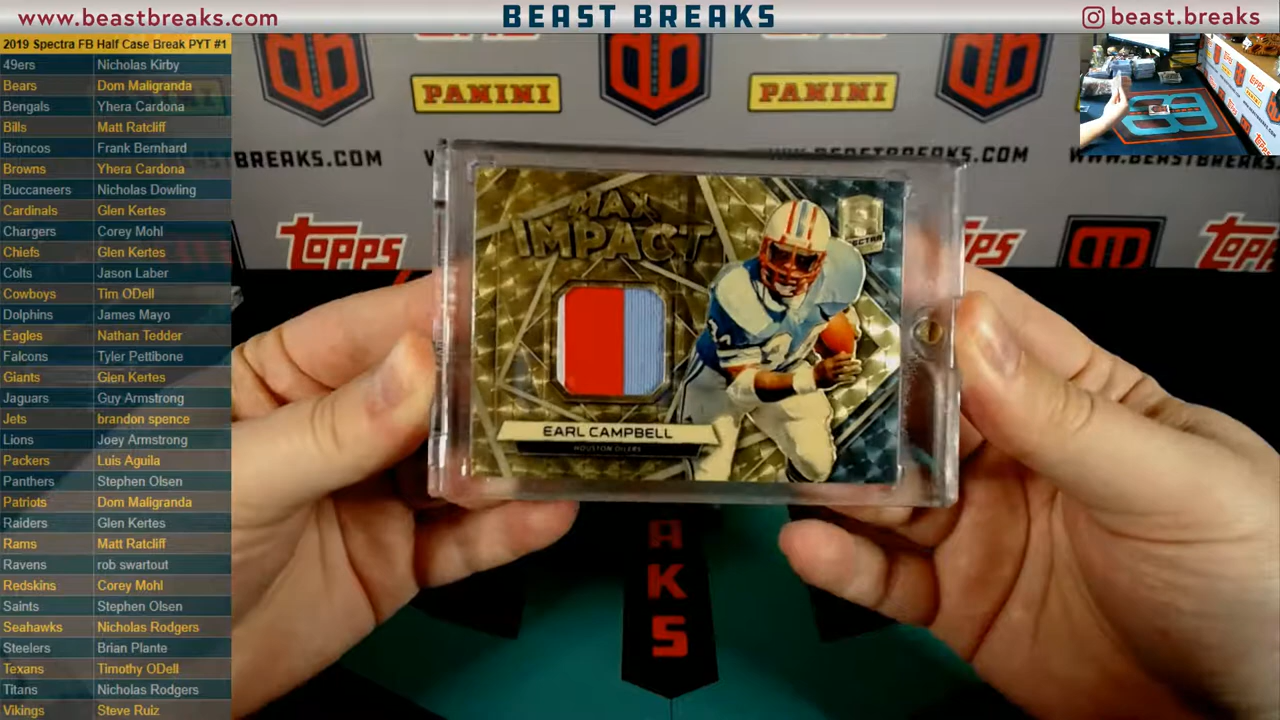 www.beastbreaks.com
BEAST BREAKS
beast.breaks
2019 Spectra FB Half Case Break PYT #1
49ers Nicholas Kirby
Bears Dom Maligranda
Bengals Yhera Cardona
Bills Matt Ratcliff
Broncos Frank Bernhard
Browns Yhera Cardona
Buccaneers Nicholas Dowling
Cardinals Glen Kertes
Chargers Corey Mohl
Chiefs Glen Kertes
Colts Jason Laber
Cowboys Tim ODell
Dolphins James Mayo
Eagles Nathan Tedder
Falcons Tyler Pettibone
Giants Glen Kertes
Jaguars Guy Armstrong
Jets brandon spence
Lions Joey Armstrong
Packers Luis Aguila
Panthers Stephen Olsen
Patriots Dom Maligranda
Raiders Glen Kertes
Rams Matt Ratcliff
Ravens rob swartout
Redskins Corey Mohl
Saints Stephen Olsen
Seahawks Nicholas Rodgers
Steelers Brian Plante
Texans Timothy ODell
Titans Nicholas Rodgers
Vikings Steve Ruiz
PANINI
PANINI
BREAKS.COM
WWW.BEASTBREAKS.COM
WWW.BEASTBREAKS
topps
topps
MAX
IMPACT
SPECTRA
EARL CAMPBELL
HOUSTON OILERS
AKS